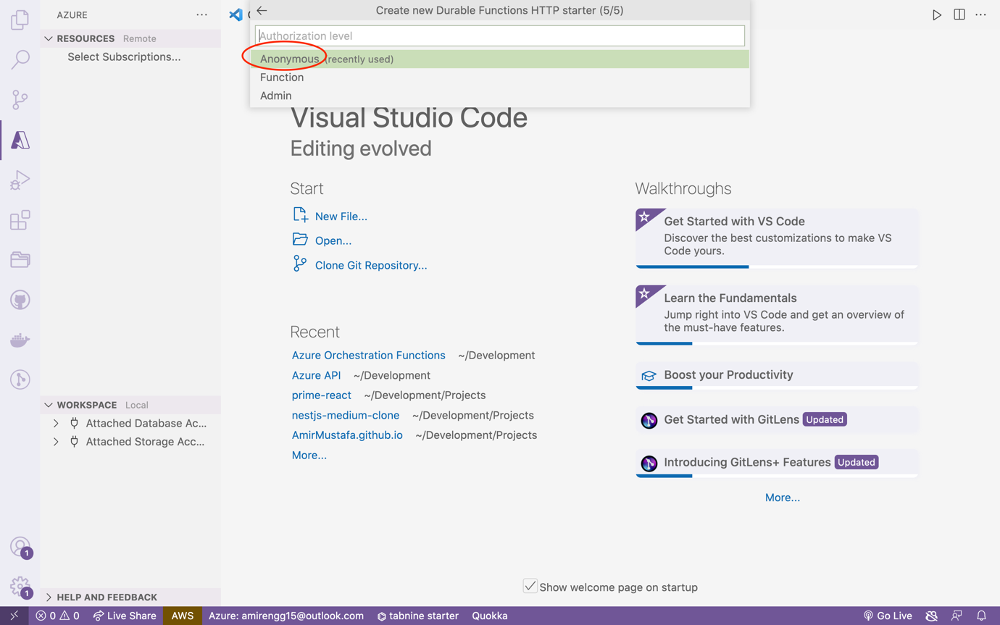 AZURE
RESOURCES Remote
Select Subscriptions...
Create new Durable Functions HTTP starter (5/5)
Authorization level
Anonymous (recently used)
Function
Admin
Visual Studio Code
Editing evolved
Start
New File...
Open...
Clone Git Repository...
Recent
Azure Orchestration Functions ~/Development
Azure API ~/Development
prime-react ~/Development/Projects
nestjs-medium-clone ~/Development/Projects
AmirMustafa.github.io ~/Development/Projects
More...
Walkthroughs
Get Started with VS Code
Discover the best customizations to make VS
Code yours.
Learn the Fundamentals
Jump right into VS Code and get an overview of
the must-have features.
Boost your Productivity
Get Started with GitLens Updated
Introducing GitLens+ Features Updated
More...
WORKSPACE Local
Attached Database Ac...
Attached Storage Acc...
1
1
HELP AND FEEDBACK
Show welcome page on startup
0 0 Live Share AWS Azure: amirengg15@outlook.com tabnine starter Quokka Go Live